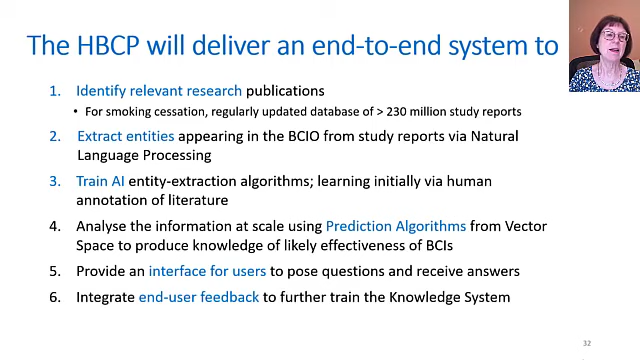 The HBCP will deliver an end-to-end system to
1. Identify relevant research publications
• For smoking cessation, regularly updated database of > 230 million study reports
2. Extract entities appearing in the BCIO from study reports via Natural
Language Processing
3. Train AI entity-extraction algorithms; learning initially via human
annotation of literature
4. Analyse the information at scale using Prediction Algorithms from Vector
Space to produce knowledge of likely effectiveness of BCIs
5. Provide an interface for users to pose questions and receive answers
6. Integrate end-user feedback to further train the Knowledge System
32